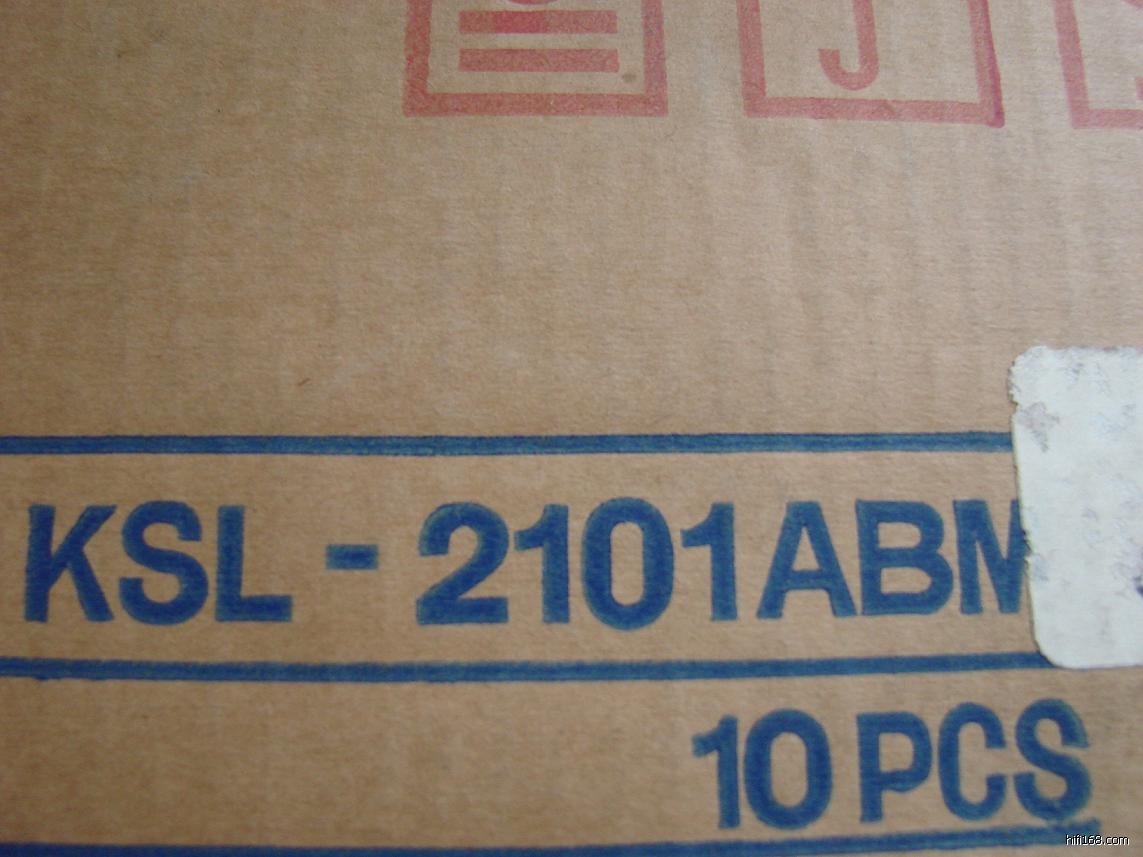 J
KSL-2101ABM
10 PCS
hifi168.com